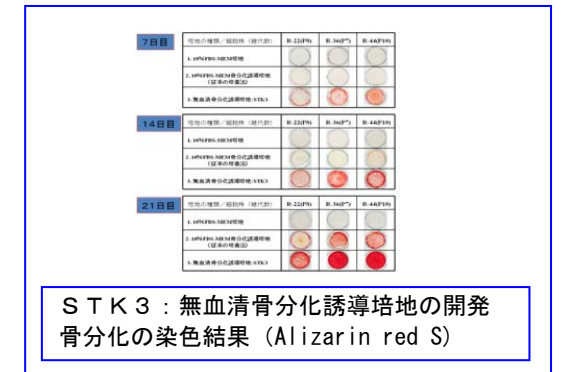 7日目
培地の種類／細胞株（継代数） R-22(P9) R-36(P7) R-44(P10)
1. 10%FBS-MEM培地
2. 10%FBS-MEM骨分化誘導培地
（従来の培養法）
3. 無血清骨分化誘導培地:STK3
14日目
培地の種類／細胞株（継代数） R-22(P9) R-36(P7) R-44(P10)
1. 10%FBS-MEM培地
2. 10%FBS-MEM骨分化誘導培地
（従来の培養法）
3. 無血清骨分化誘導培地:STK3
21日目
培地の種類／細胞株（継代数） R-22(P9) R-36(P7) R-44(P10)
1. 10%FBS-MEM培地
2. 10%FBS-MEM骨分化誘導培地
（従来の培養法）
3. 無血清骨分化誘導培地:STK3
ＳＴＫ３：無血清骨分化誘導培地の開発
骨分化の染色結果 (Alizarin red S)